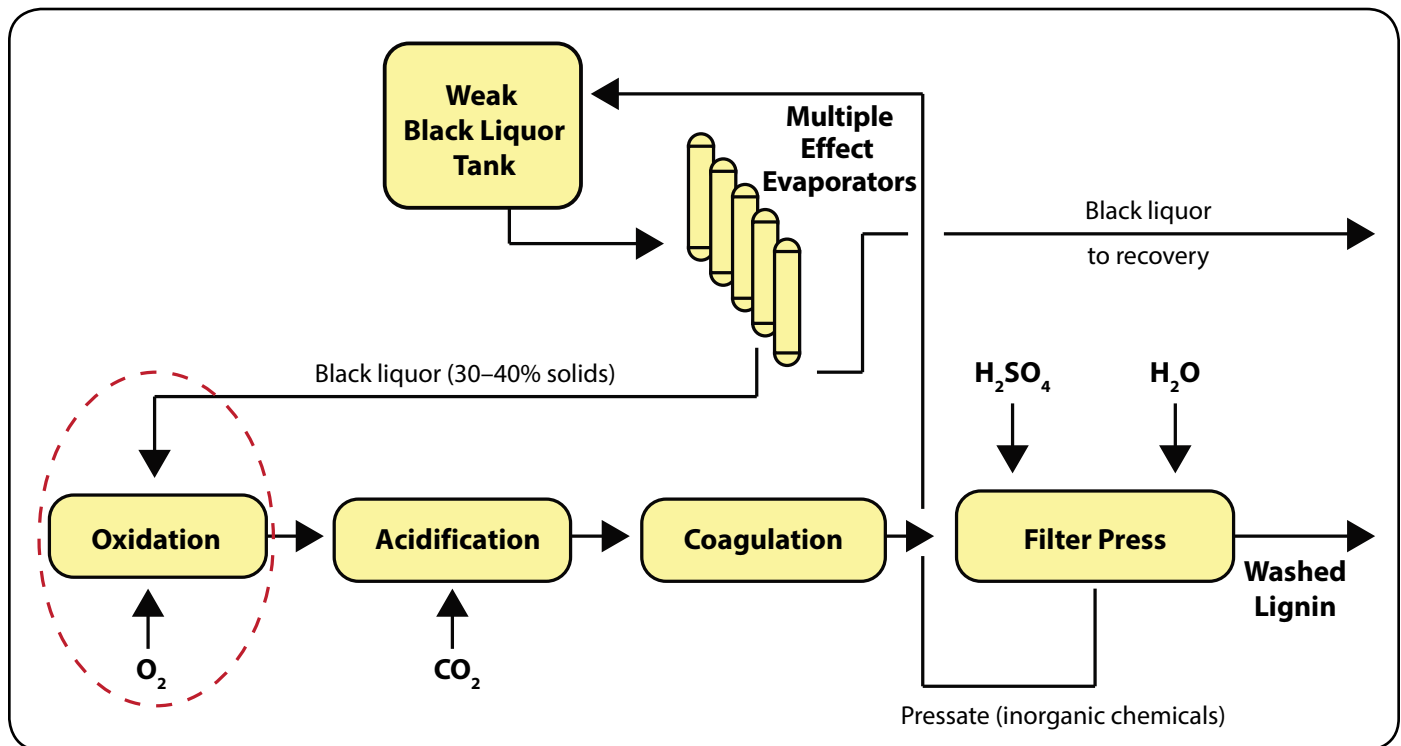 Weak
Black Liquor
Tank
Multiple
Effect
Evaporators
Black liquor
to recovery
Black liquor (30–40% solids)
H₂SO₄
H₂O
Oxidation
Acidification
Coagulation
Filter Press
Washed
Lignin
O₂
CO₂
Pressate (inorganic chemicals)